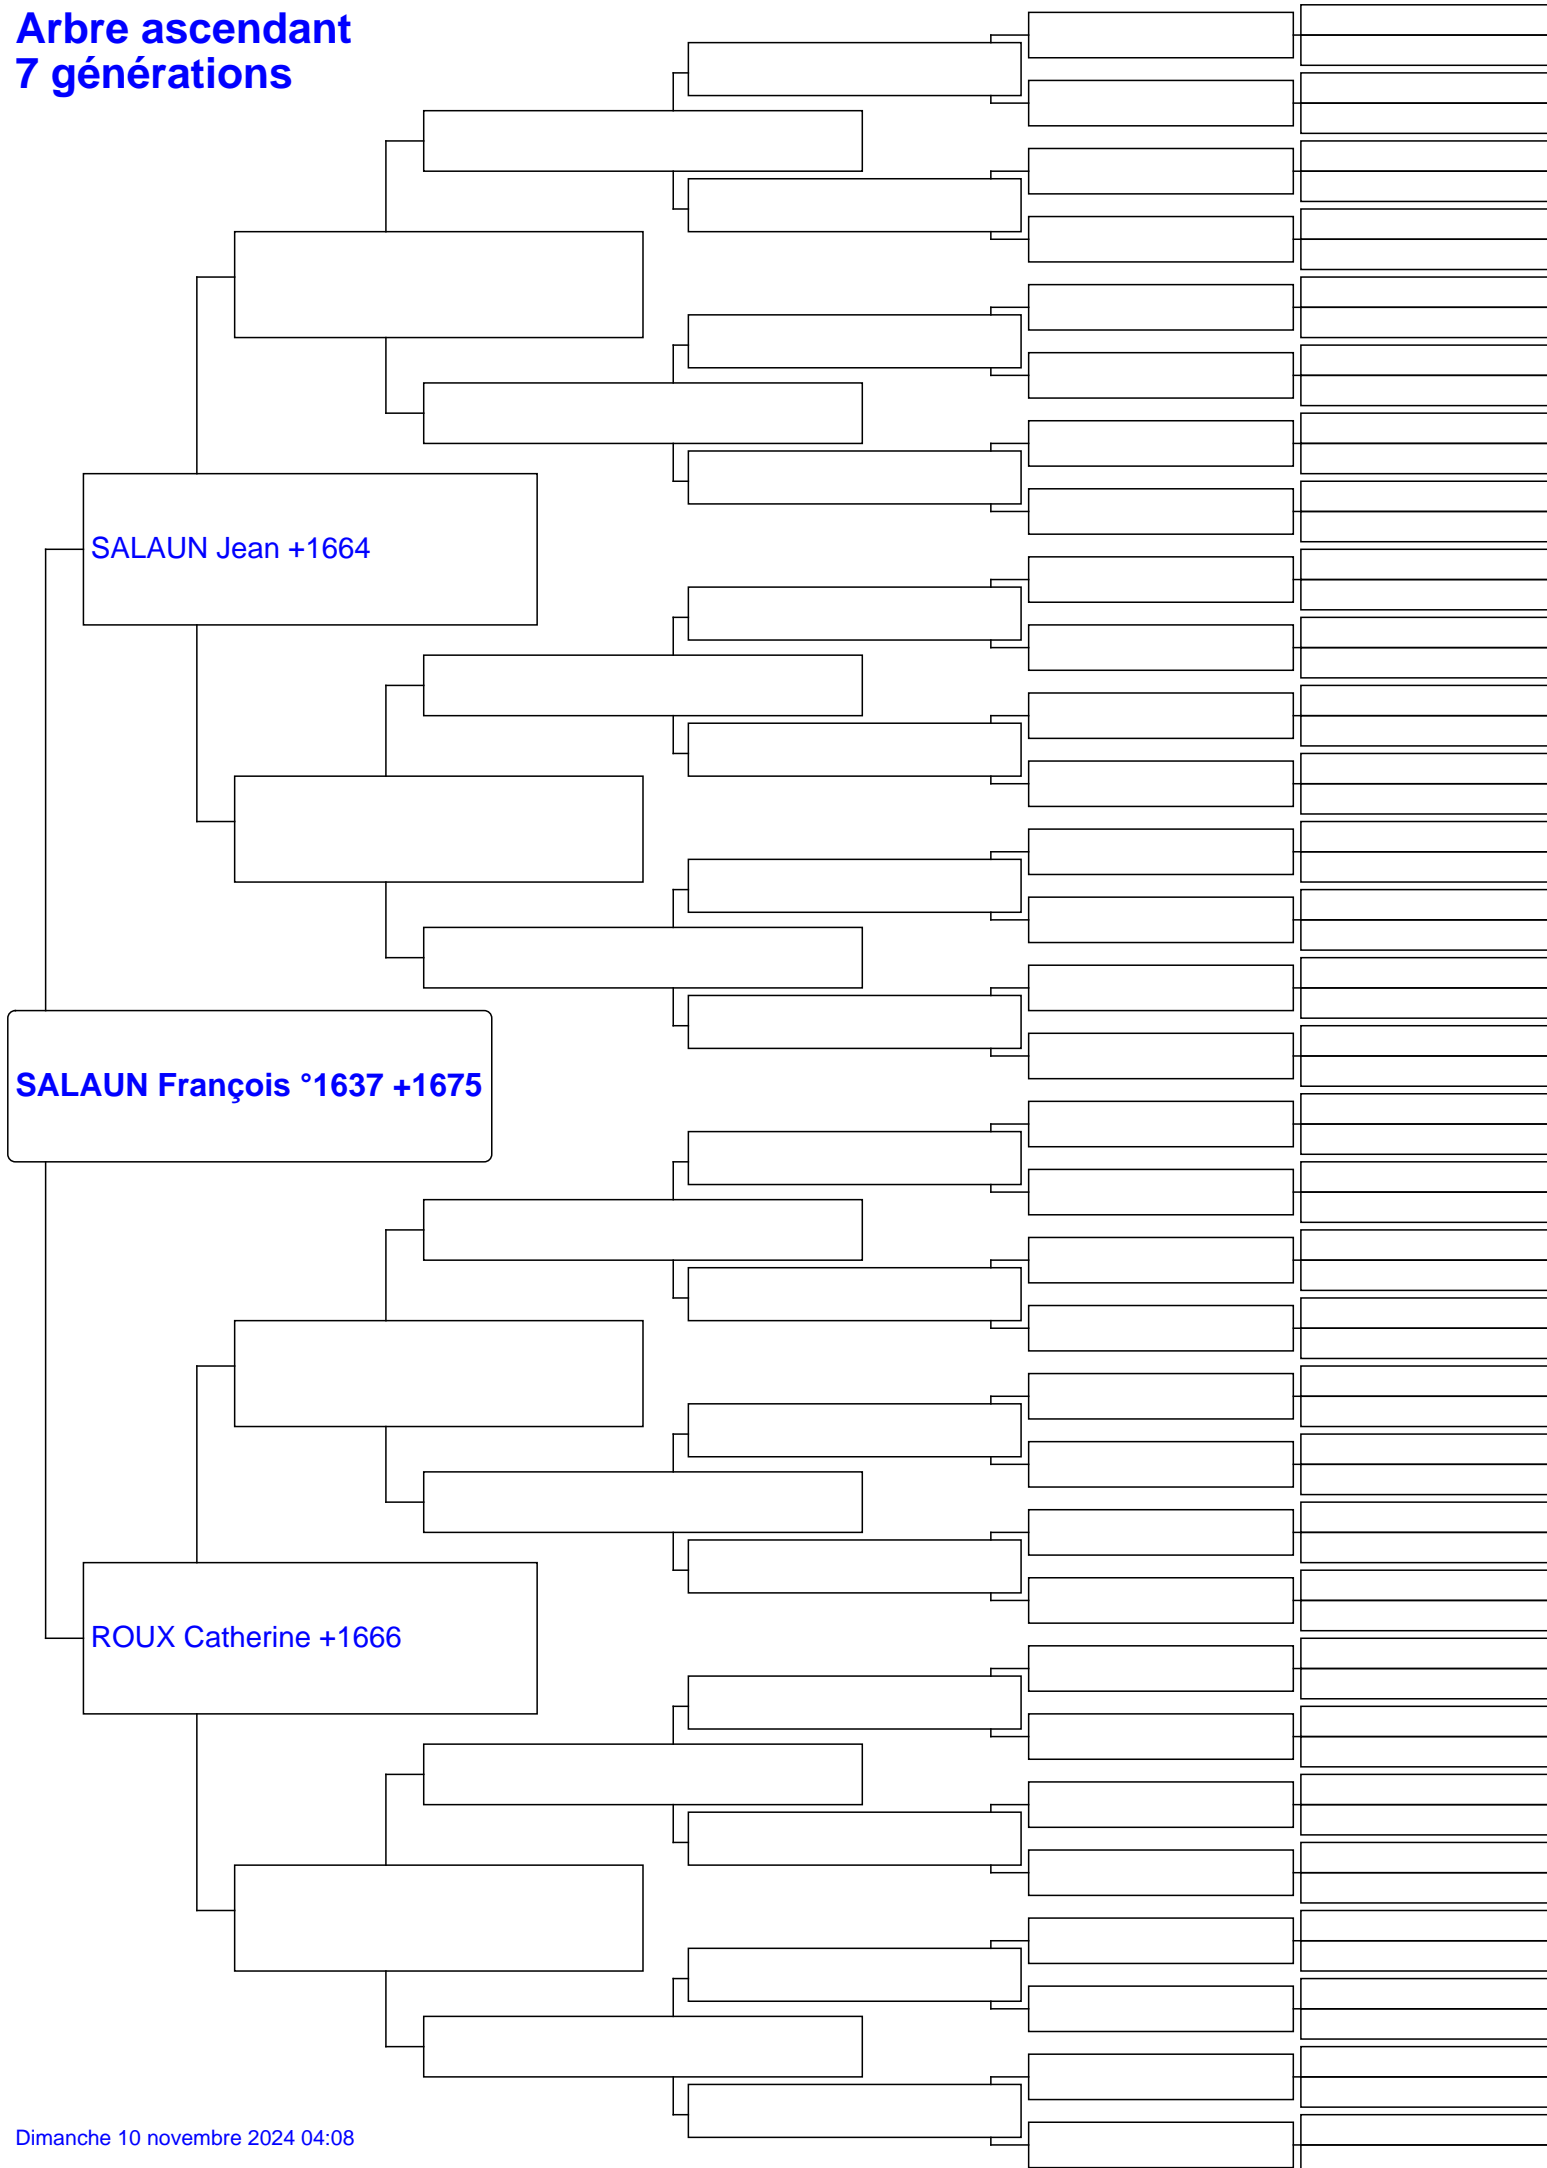 Arbre ascendant
7 générations
SALAUN Jean +1664
SALAUN François °1637 +1675
ROUX Catherine +1666
Dimanche 10 novembre 2024 04:08